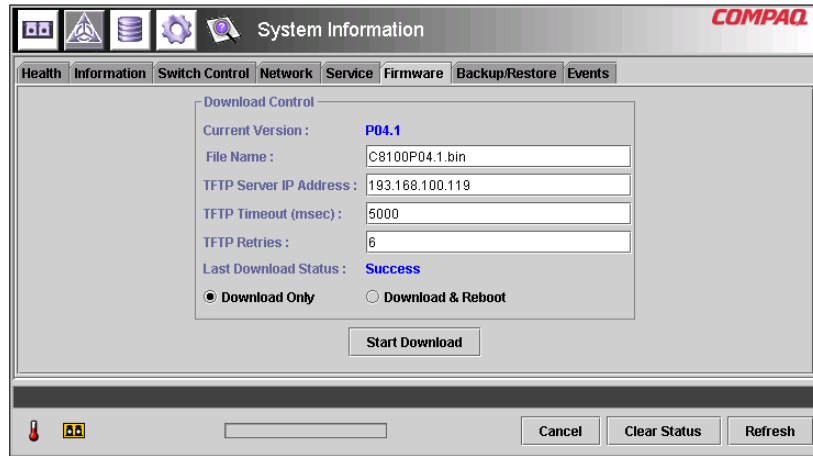 System Information
COMPAQ
Health Information Switch Control Network Service Firmware Backup/Restore Events
Download Control
Current Version : P04.1
File Name : C8100P04.1.bin
TFTP Server IP Address : 193.168.100.119
TFTP Timeout (msec) : 5000
TFTP Retries : 6
Last Download Status : Success
Download Only Download & Reboot
Start Download
Cancel Clear Status Refresh